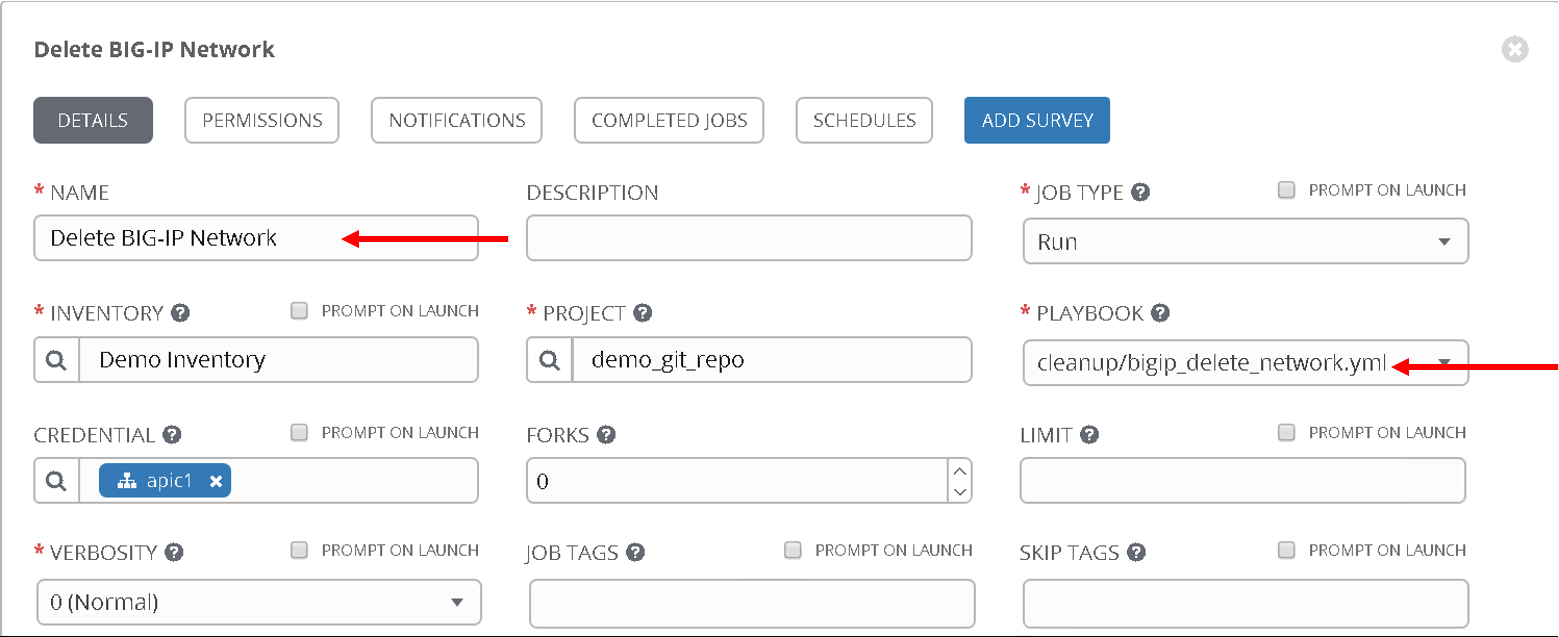 Delete BIG-IP Network
DETAILS PERMISSIONS NOTIFICATIONS COMPLETED JOBS SCHEDULES ADD SURVEY
* NAME DESCRIPTION * JOB TYPE ? PROMPT ON LAUNCH
Delete BIG-IP Network Run
* INVENTORY ? PROMPT ON LAUNCH * PROJECT ? * PLAYBOOK ?
Demo Inventory demo_git_repo cleanup/bigip_delete_network.yml
CREDENTIAL ? PROMPT ON LAUNCH FORKS ? LIMIT ? PROMPT ON LAUNCH
apic1 0
* VERBOSITY ? PROMPT ON LAUNCH JOB TAGS ? PROMPT ON LAUNCH SKIP TAGS ? PROMPT ON LAUNCH
0 (Normal)